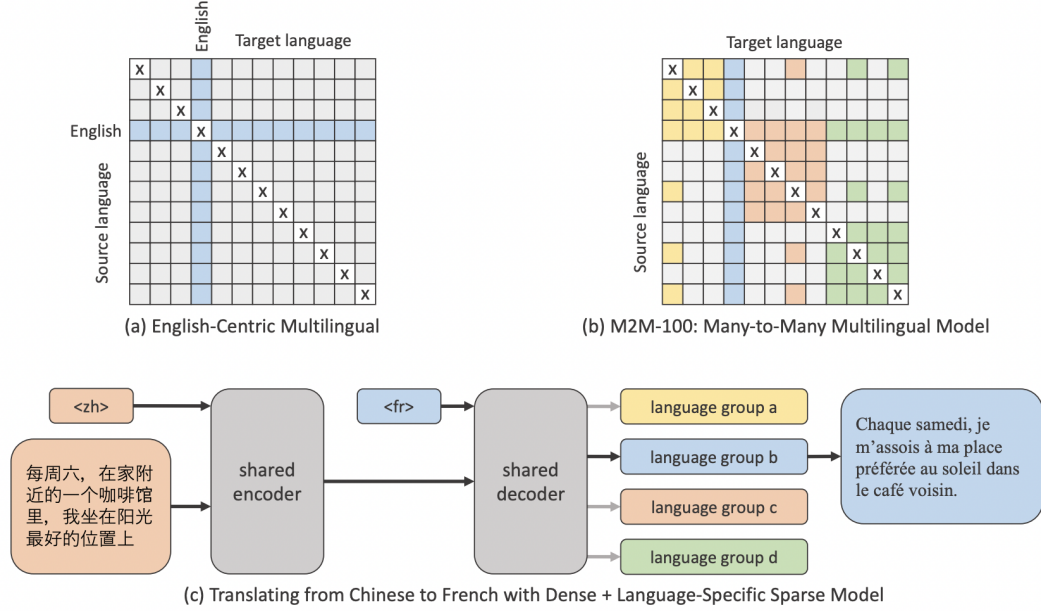 English
Target language
X
X
X
English
X
X
X
X
X
X
X
X
X
Source language
(a) English-Centric Multilingual
Target language
X
X
X
X
X
X
X
X
X
X
X
X
Source language
(b) M2M-100: Many-to-Many Multilingual Model
<zh>
每周六，在家附
近的一个咖啡馆
里，我坐在阳光
最好的位置上
shared
encoder
<fr>
shared
decoder
language group a
language group b
language group c
language group d
Chaque samedi, je
m'assois à ma place
préférée au soleil dans
le café voisin.
(c) Translating from Chinese to French with Dense + Language-Specific Sparse Model